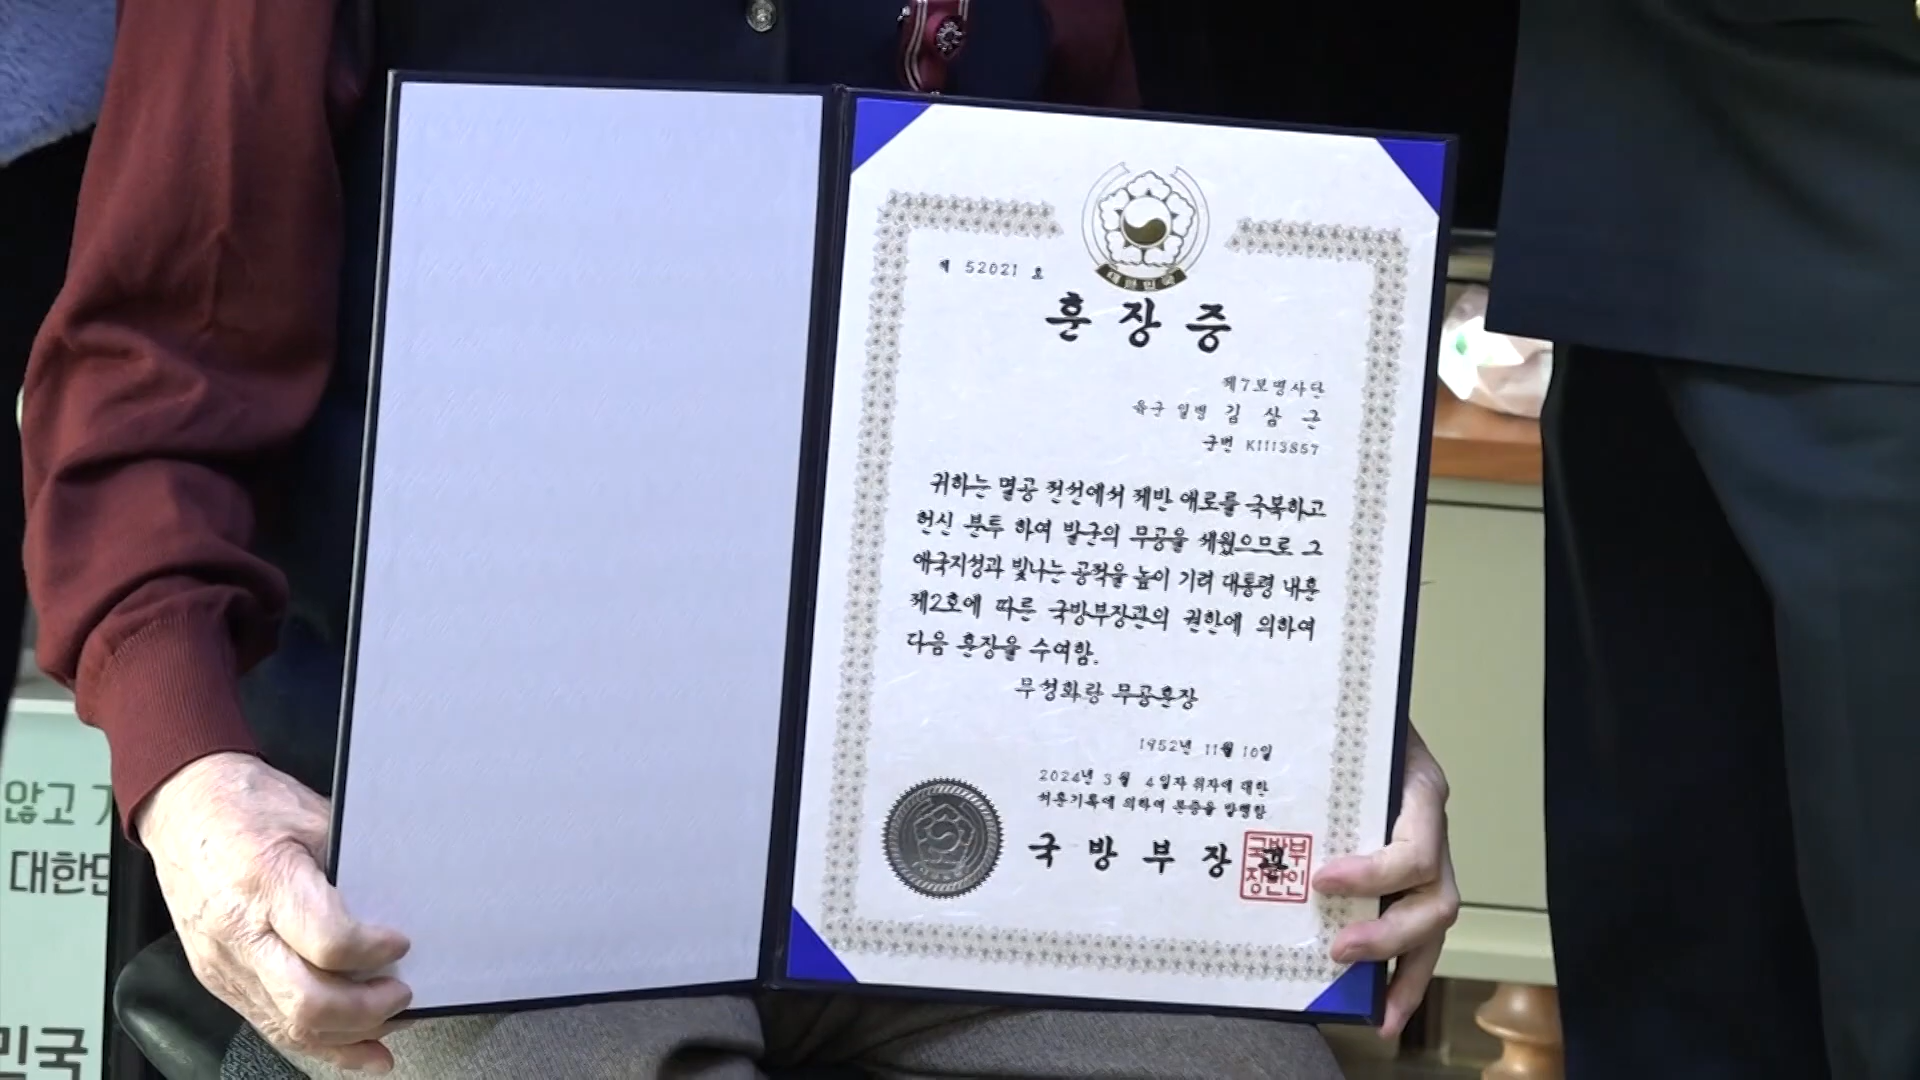 대한민국
제 52021 호
훈장증
제7보병사단
육군 일병 김 삼 근
군번 K1113857
귀하는 멸공 전선에서 제반 애로를 극복하고
헌신 분투 하여 발군의 무공을 세웠으므로 그
애국지성과 빛나는 공적을 높이 기려 대통령 내훈
제2호에 따른 국방부장관의 권한에 의하여
다음 훈장을 수여함.
무성화랑 무공훈장
1952년 11월 10일
2024년 3월 4일자 위자에 대한
서훈기록에 의하여 본증을 발행함
국방부장관
국방부
장관인
않고
대한민
민국